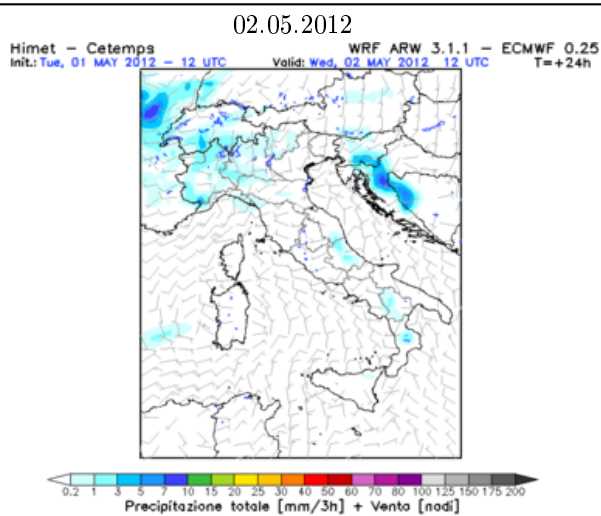 02.05.2012
Himet – Cetemps WRF ARW 3.1.1 – ECMWF 0.25
Init.: Tue, 01 MAY 2012 – 12 UTC Valid: Wed, 02 MAY 2012 12 UTC T=+24h
0.2 1 3 5 7 10 15 20 25 30 40 50 60 70 80 90 100 125 150 175 200
Precipitazione totale [mm/3h] + Vento [nodi]